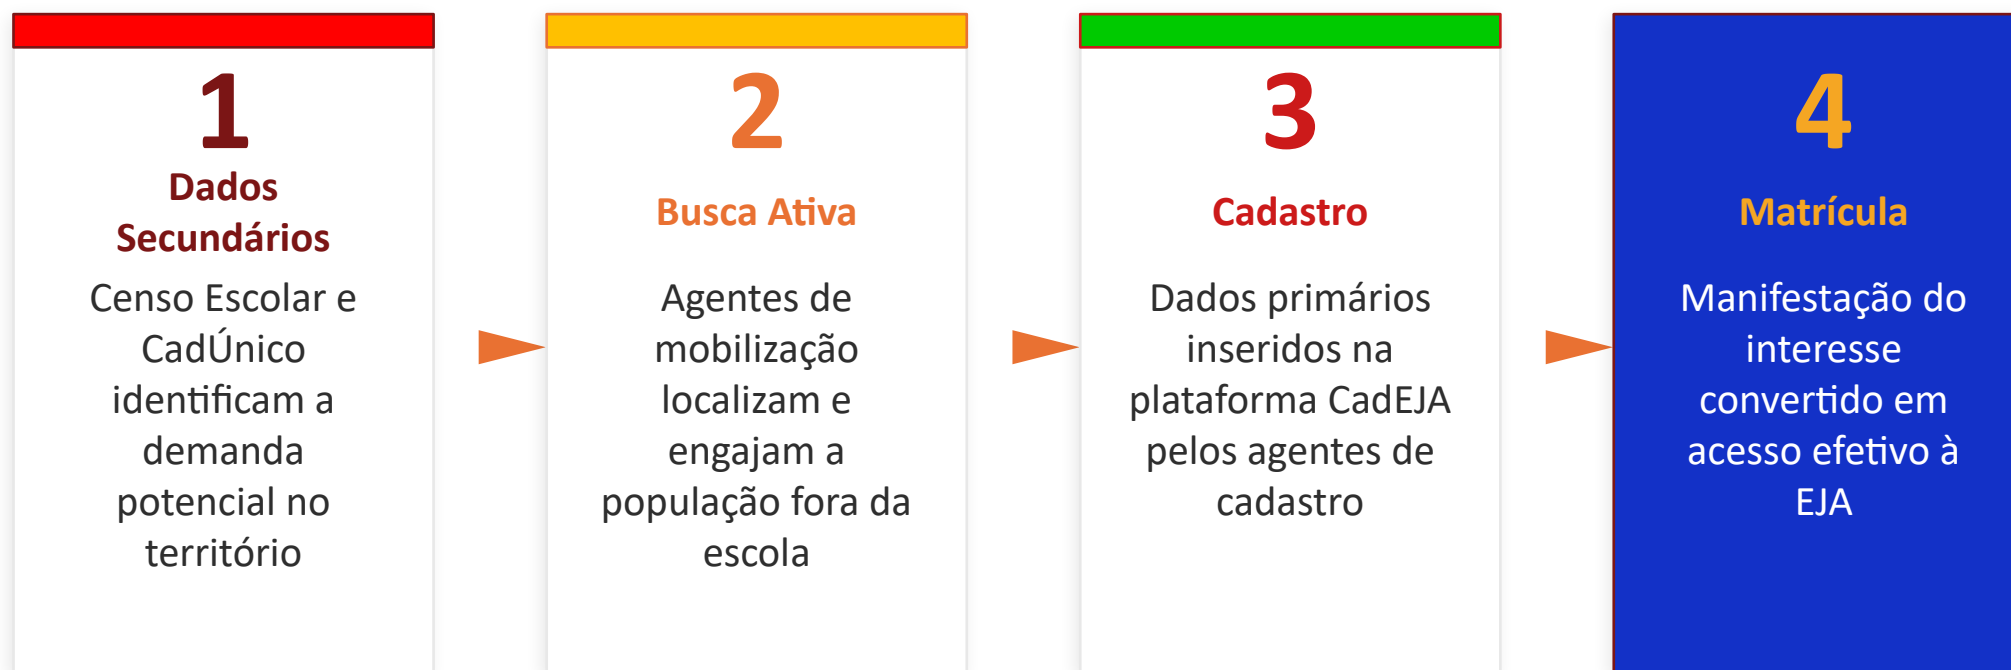 1
Dados
Secundários
Censo Escolar e
CadÚnico
identificam a
demanda
potencial no
território
2
Busca Ativa
Agentes de
mobilização
localizam e
engajam a
população fora da
escola
3
Cadastro
Dados primários
inseridos na
plataforma CadEJA
pelos agentes de
cadastro
4
Matrícula
Manifestação do
interesse
convertido em
acesso efetivo à
EJA